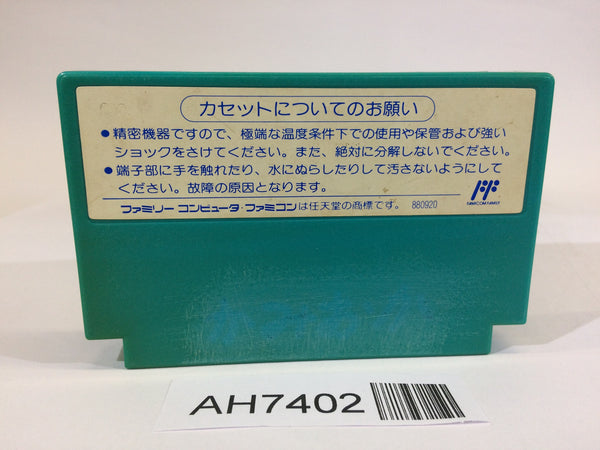 カセットについてのお願い
●精密機器ですので、極端な温度条件下での使用や保管および強い
ショックをさけてください。また、絶対に分解しないでください。
●端子部に手を触れたり、水にぬらしたりして汚さないようにして
ください。故障の原因となります。
FAMICOM FAMILY
ファミリー コンピュータ・ファミコンは任天堂の商標です。 880920
AH7402